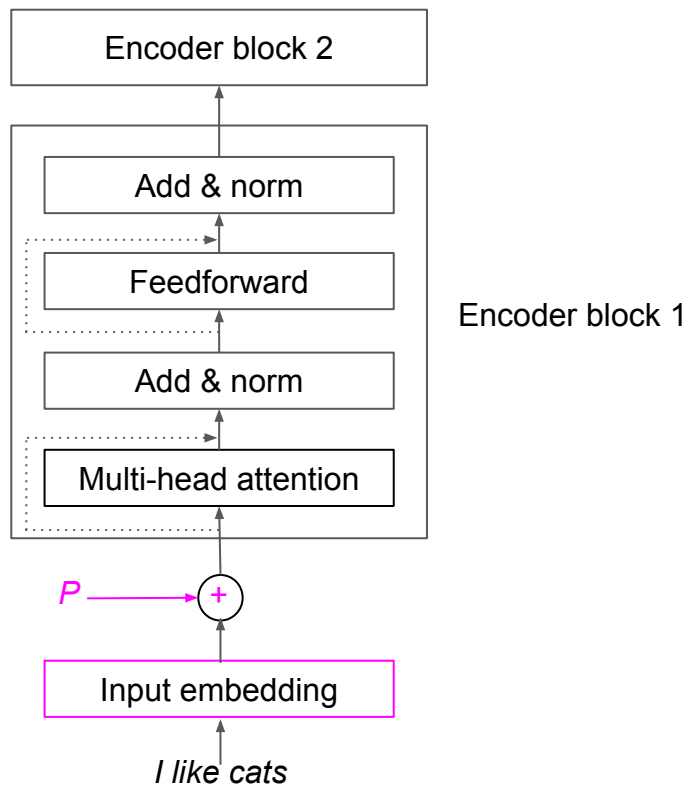 Encoder block 2
Add & norm
Feedforward
Encoder block 1
Add & norm
Multi-head attention
P
+
Input embedding
I like cats